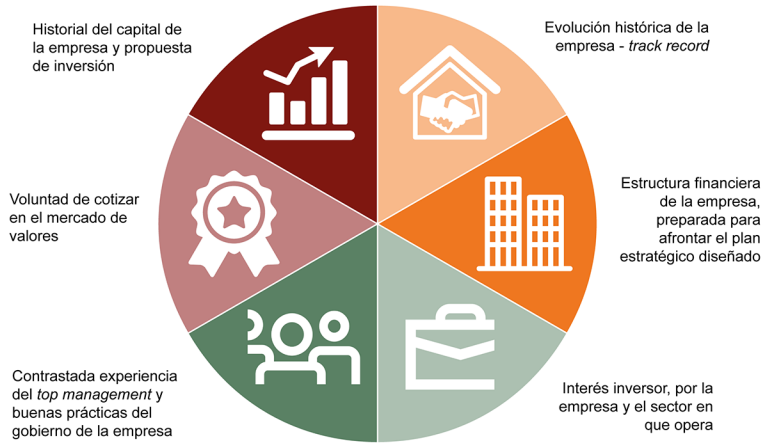 Historial del capital de
la empresa y propuesta
de inversión
Evolución histórica de la
empresa - track record
Voluntad de cotizar
en el mercado de
valores
Estructura financiera
de la empresa,
preparada para
afrontar el plan
estratégico diseñado
Contrastada experiencia
del top management y
buenas prácticas del
gobierno de la empresa
Interés inversor, por la
empresa y el sector en
que opera